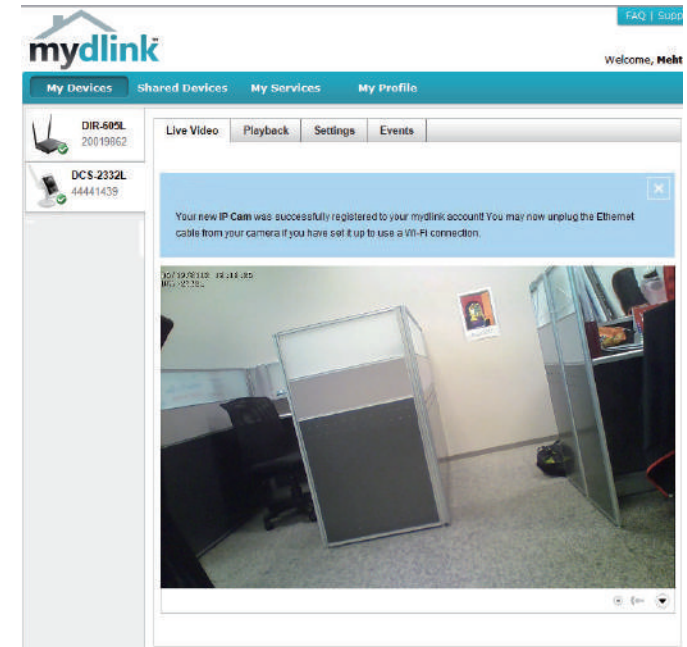 FAQ | Supp
mydlink
Welcome, Meht
My Devices Shared Devices My Services My Profile
DIR-605L
20019862
DCS-2332L
44441439
Live Video Playback Settings Events
Your new IP Cam was successfully registered to your mydlink account! You may now unplug the Ethernet
cable from your camera if you have set it up to use a Wi-Fi connection.